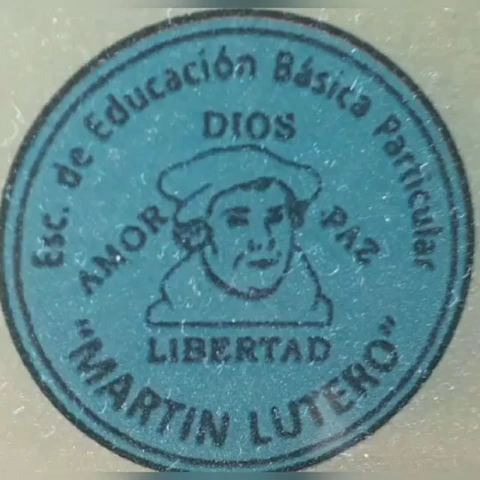 Esc. de Educación Básica Particular
DIOS
AMOR
PAZ
LIBERTAD
"MARTIN LUTERO"